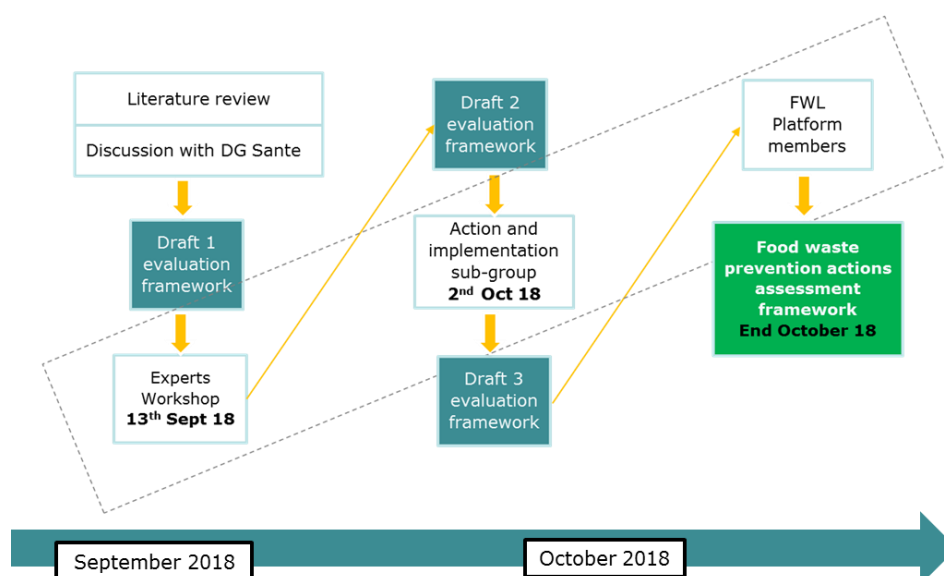 Literature review
Discussion with DG Sante
Draft 1
evaluation
framework
Experts
Workshop
13th Sept 18
Draft 2
evaluation
framework
Action and
implementation
sub-group
2nd Oct 18
Draft 3
evaluation
framework
FWL
Platform
members
Food waste
prevention actions
assessment
framework
End October 18
September 2018
October 2018